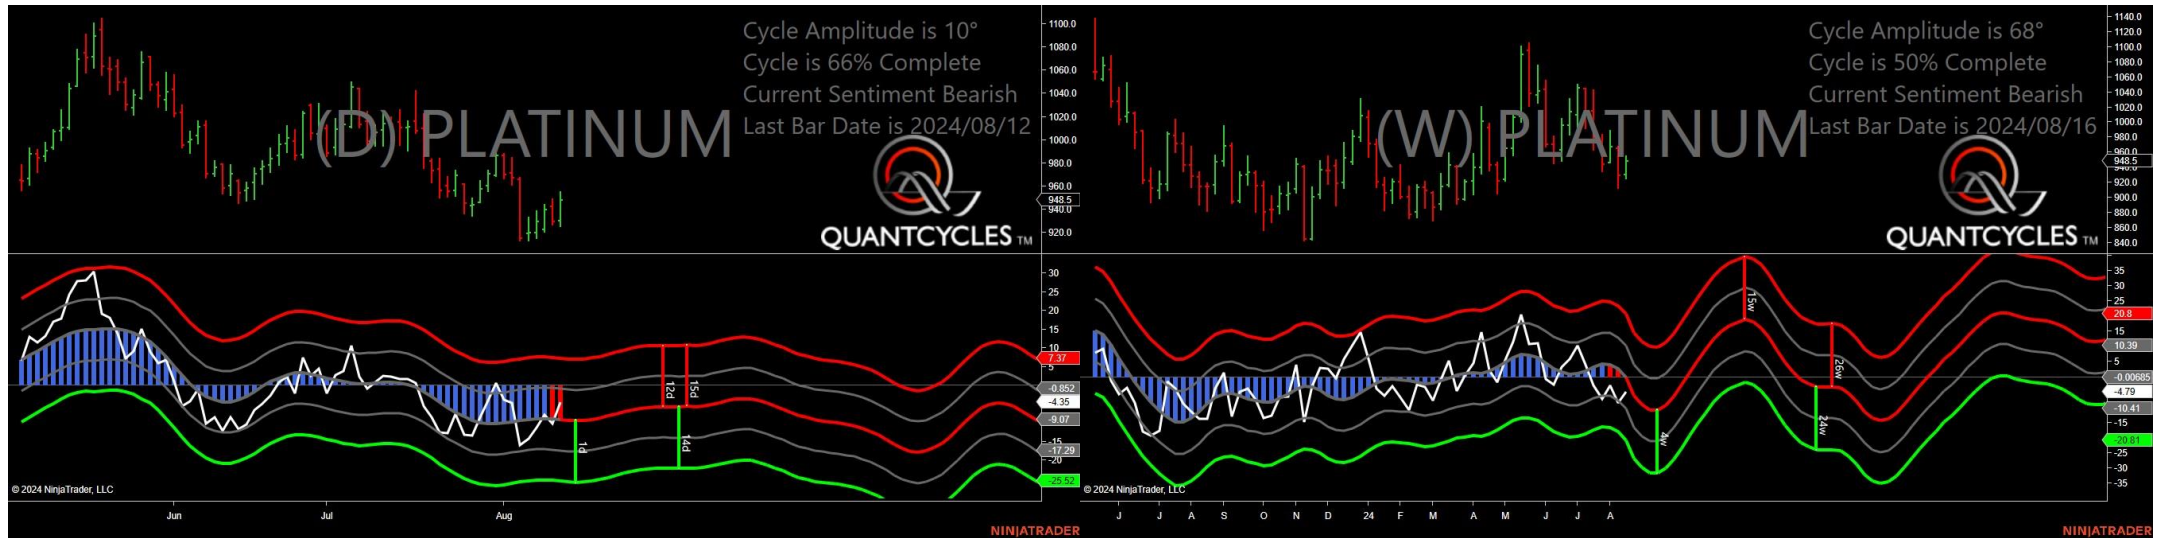 Cycle Amplitude is 10°
Cycle is 66% Complete
Current Sentiment Bearish
Last Bar Date is 2024/08/12
(D) PLATINUM
QUANTCYCLES TM
1100.0
1080.0
1060.0
1040.0
1020.0
1000.0
980.0
960.0
948.5
940.0
920.0
30
25
20
15
10
7.37
5
-0.852
-4.35
-9.07
-15
-17.29
-20
-25.52
12d
15d
1d
14d
© 2024 NinjaTrader, LLC
Jun
Jul
Aug
NINJATRADER
Cycle Amplitude is 68°
Cycle is 50% Complete
Current Sentiment Bearish
Last Bar Date is 2024/08/16
(W) PLATINUM
QUANTCYCLES TM
1140.0
1120.0
1100.0
1080.0
1060.0
1040.0
1020.0
1000.0
980.0
960.0
948.5
940.0
920.0
900.0
880.0
860.0
840.0
35
30
25
20.8
15
10.39
5
-0.00685
-4.79
-10.41
-15
-20.81
-25
-30
-35
15w
26w
4w
24w
© 2024 NinjaTrader, LLC
J
J
A
S
O
N
D
24
F
M
A
M
J
J
A
NINJATRADER